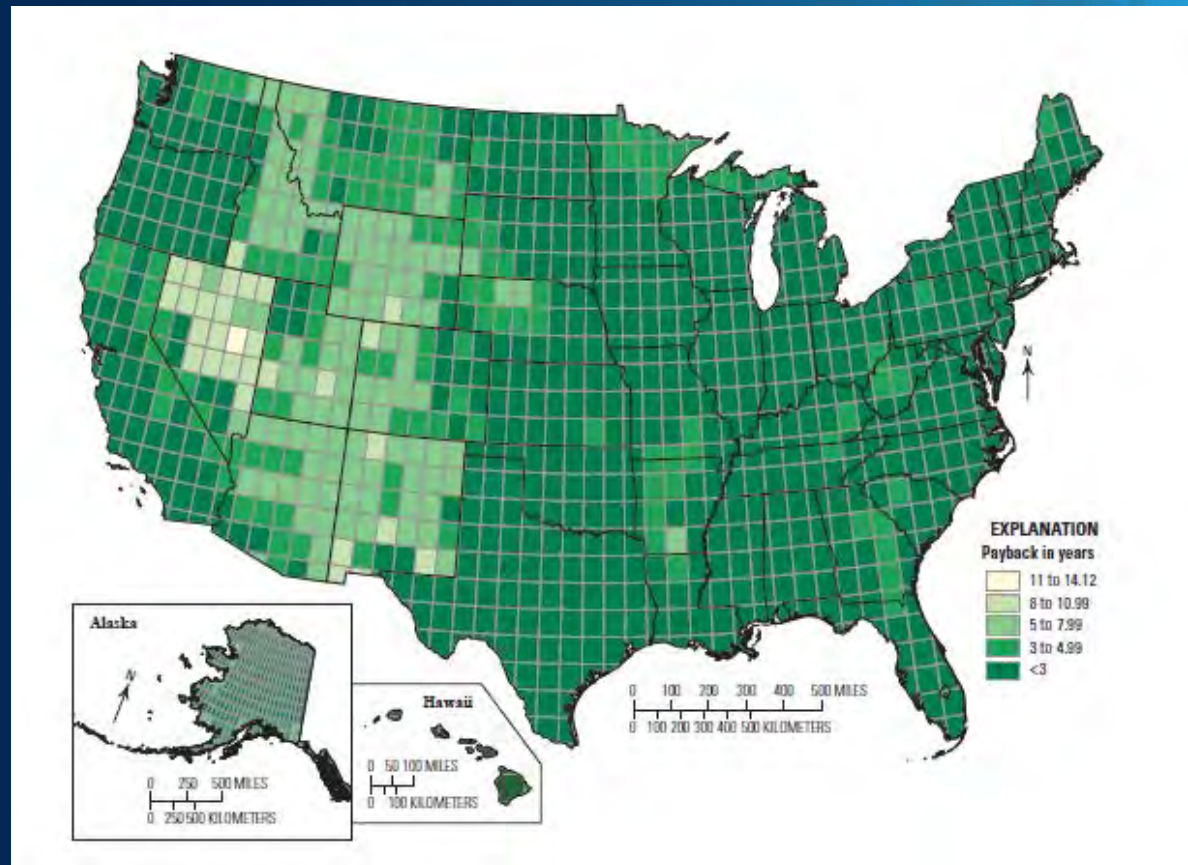 N
EXPLANATION
Payback in years
11 to 14.12
8 to 10.99
5 to 7.99
3 to 4.99
<3
Alaska
N
0 250 500 MILES
0 250 500 KILOMETERS
Hawaii
0 50 100 MILES
0 100 KILOMETERS
0 100 200 300 400 500 MILES
0 100 200 300 400 500 KILOMETERS